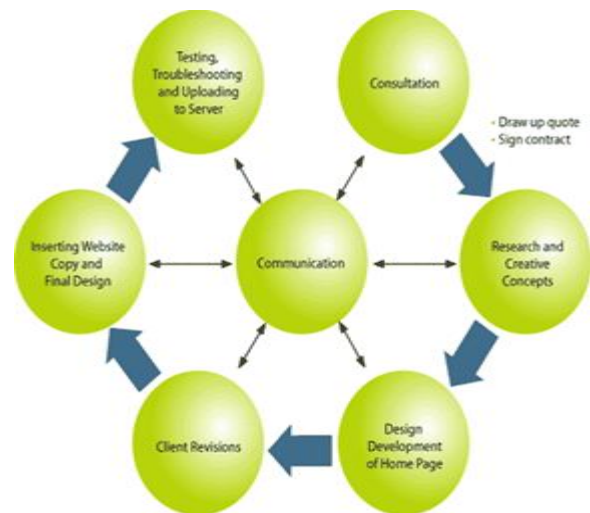 Testing,
Troubleshooting
and Uploading
to Server
Consultation
• Draw up quote
• Sign contract
Inserting Website
Copy and
Final Design
Communication
Research and
Creative
Concepts
Client Revisions
Design
Development
of Home Page